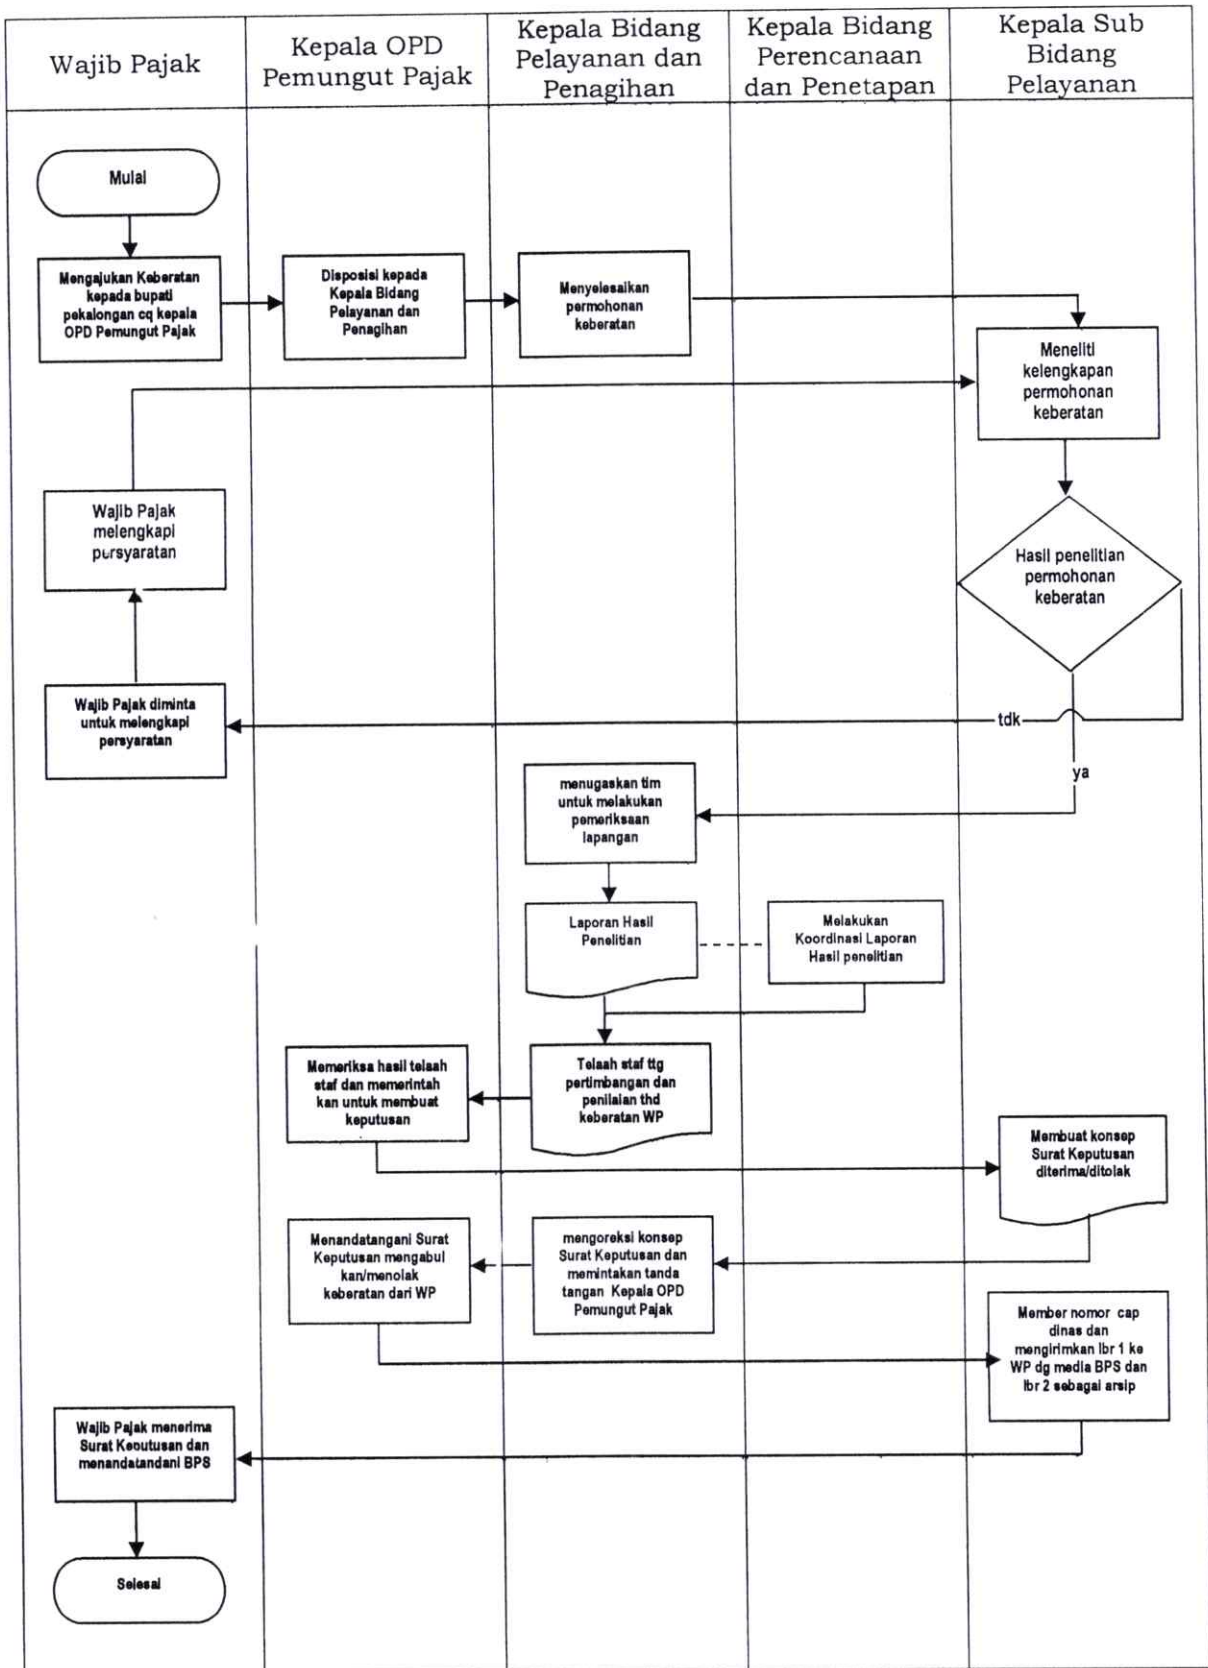 Wajib Pajak
Kepala OPD
Pemungut Pajak
Kepala Bidang
Pelayanan dan
Penagihan
Kepala Bidang
Perencanaan
dan Penetapan
Kepala Sub
Bidang
Pelayanan
Mulai
Mengajukan Keberatan
kepada bupati
pekalongan cq kepala
OPD Pemungut Pajak
Disposisi kepada
Kepala Bidang
Pelayanan dan
Penagihan
Menyelesaikan
permohonan
keberatan
Meneliti
kelengkapan
permohonan
keberatan
Wajib Pajak
melengkapi
persyaratan
Hasil penelitian
permohonan
keberatan
Wajib Pajak diminta
untuk melengkapi
persyaratan
tdk
ya
menugaskan tim
untuk melakukan
pemeriksaan
lapangan
Laporan Hasil
Penelitian
Melakukan
Koordinasi Laporan
Hasil penelitian
Memeriksa hasil telaah
staf dan memerintah
kan untuk membuat
keputusan
Telaah staf ttg
pertimbangan dan
penilaian thd
keberatan WP
Membuat konsep
Surat Keputusan
diterima/ditolak
Menandatangani Surat
Keputusan mengabul
kan/menolak
keberatan dari WP
mengoreksi konsep
Surat Keputusan dan
memintakan tanda
tangan Kepala OPD
Pemungut Pajak
Member nomor cap
dinas dan
mengirimkan lbr 1 ke
WP dg media BPS dan
lbr 2 sebagai arsip
Wajib Pajak menerima
Surat Keputusan dan
menandatandani BPS
Selesai